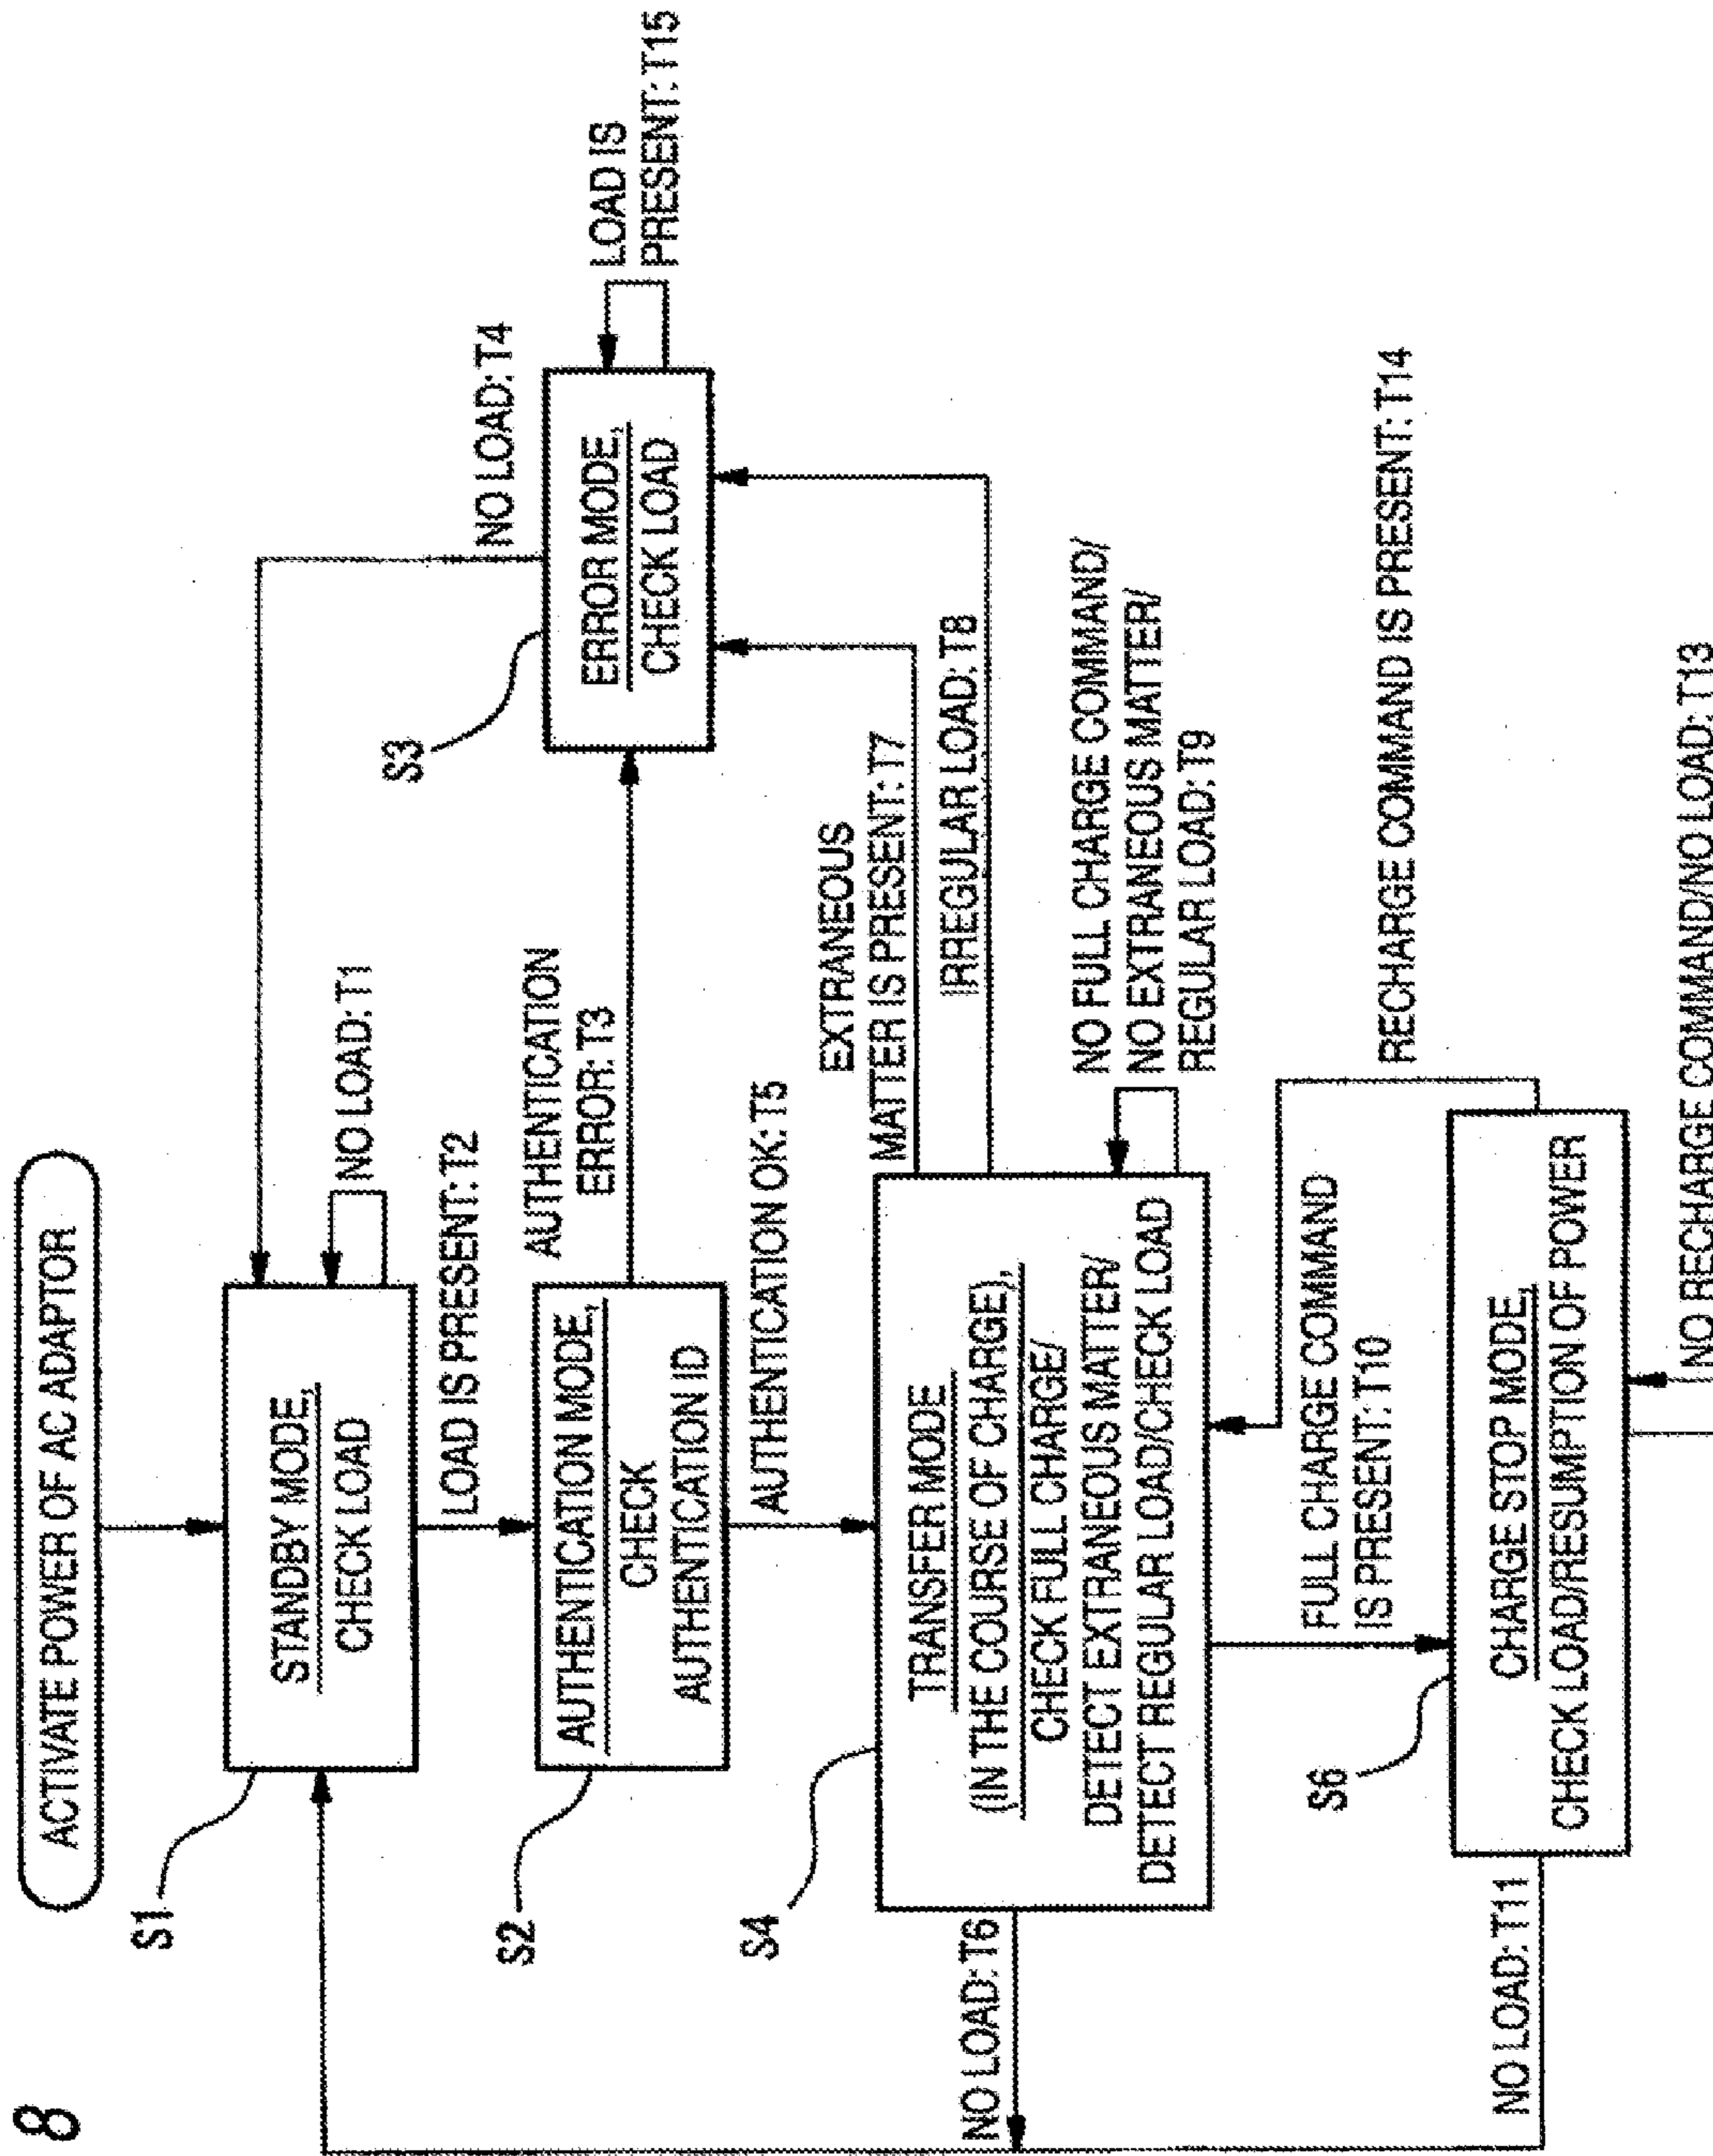 8
ACTIVATE POWER OF AC ADAPTOR
S1
STANDBY MODE,
CHECK LOAD
NO LOAD: T1
LOAD IS PRESENT: T2
S2
AUTHENTICATION MODE,
CHECK
AUTHENTICATION ID
AUTHENTICATION
ERROR: T3
S3
ERROR MODE,
CHECK LOAD
NO LOAD: T4
LOAD IS
PRESENT: T15
AUTHENTICATION OK: T5
S4
TRANSFER MODE
(IN THE COURSE OF CHARGE),
CHECK FULL CHARGE/
DETECT EXTRANEOUS MATTER/
DETECT REGULAR LOAD/CHECK LOAD
NO LOAD: T6
EXTRANEOUS
MATTER IS PRESENT: T7
IRREGULAR LOAD: T8
NO FULL CHARGE COMMAND/
NO EXTRANEOUS MATTER/
REGULAR LOAD: T9
FULL CHARGE COMMAND
IS PRESENT: T10
RECHARGE COMMAND IS PRESENT: T14
S6
CHARGE STOP MODE,
CHECK LOAD/RESUMPTION OF POWER
NO LOAD: T11
NO RECHARGE COMMAND/NO LOAD: T13